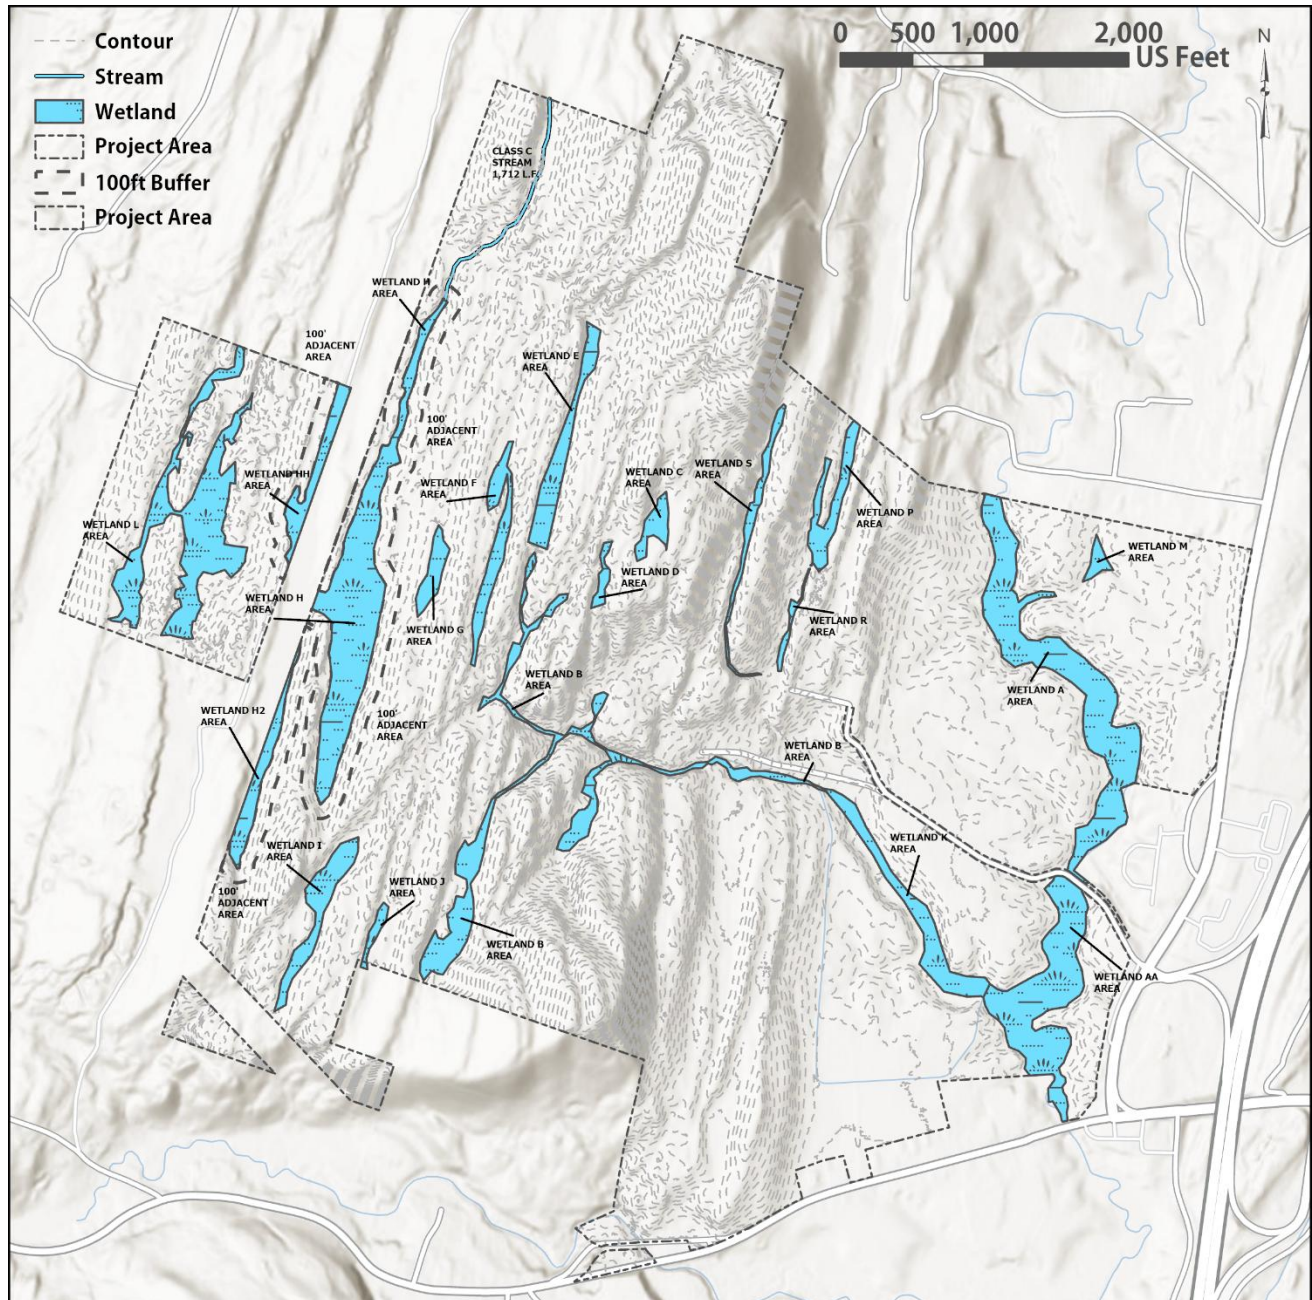 Contour
Stream
Wetland
Project Area
100ft Buffer
Project Area
0 500 1,000 2,000
US Feet
N
CLASS C
STREAM
1,712 L.F.
WETLAND H
AREA
100'
ADJACENT
AREA
WETLAND E
AREA
100'
ADJACENT
AREA
WETLAND HH
AREA
WETLAND F
AREA
WETLAND C
AREA
WETLAND S
AREA
WETLAND P
AREA
WETLAND L
AREA
WETLAND M
AREA
WETLAND D
AREA
WETLAND H
AREA
WETLAND G
AREA
WETLAND R
AREA
WETLAND B
AREA
WETLAND A
AREA
WETLAND H2
AREA
100'
ADJACENT
AREA
WETLAND B
AREA
WETLAND I
AREA
WETLAND K
AREA
100'
ADJACENT
AREA
WETLAND J
AREA
WETLAND B
AREA
WETLAND AA
AREA